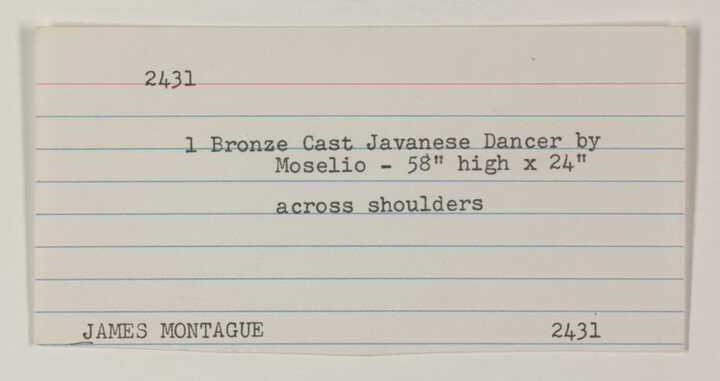 2431
1 Bronze Cast Javanese Dancer by
Moselio - 58" high x 24"
across shoulders
JAMES MONTAGUE 2431